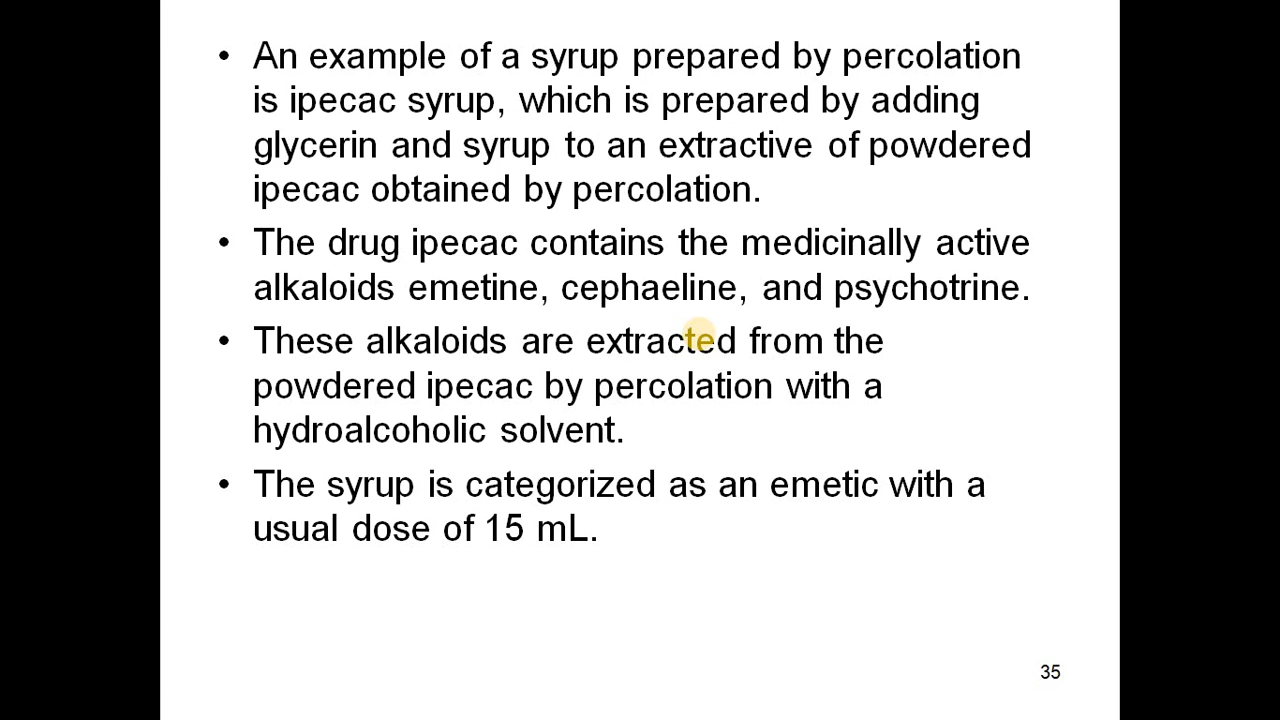 • An example of a syrup prepared by percolation
is ipecac syrup, which is prepared by adding
glycerin and syrup to an extractive of powdered
ipecac obtained by percolation.
• The drug ipecac contains the medicinally active
alkaloids emetine, cephaeline, and psychotrine.
• These alkaloids are extracted from the
powdered ipecac by percolation with a
hydroalcoholic solvent.
• The syrup is categorized as an emetic with a
usual dose of 15 mL.
35